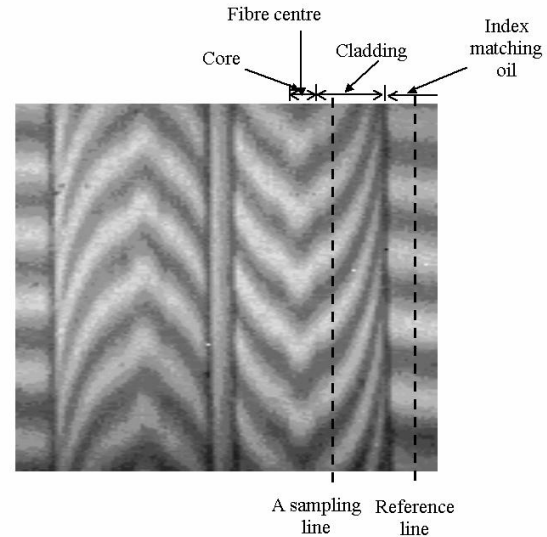 Fibre centre
Core
Cladding
Index
matching
oil
A sampling
line
Reference
line